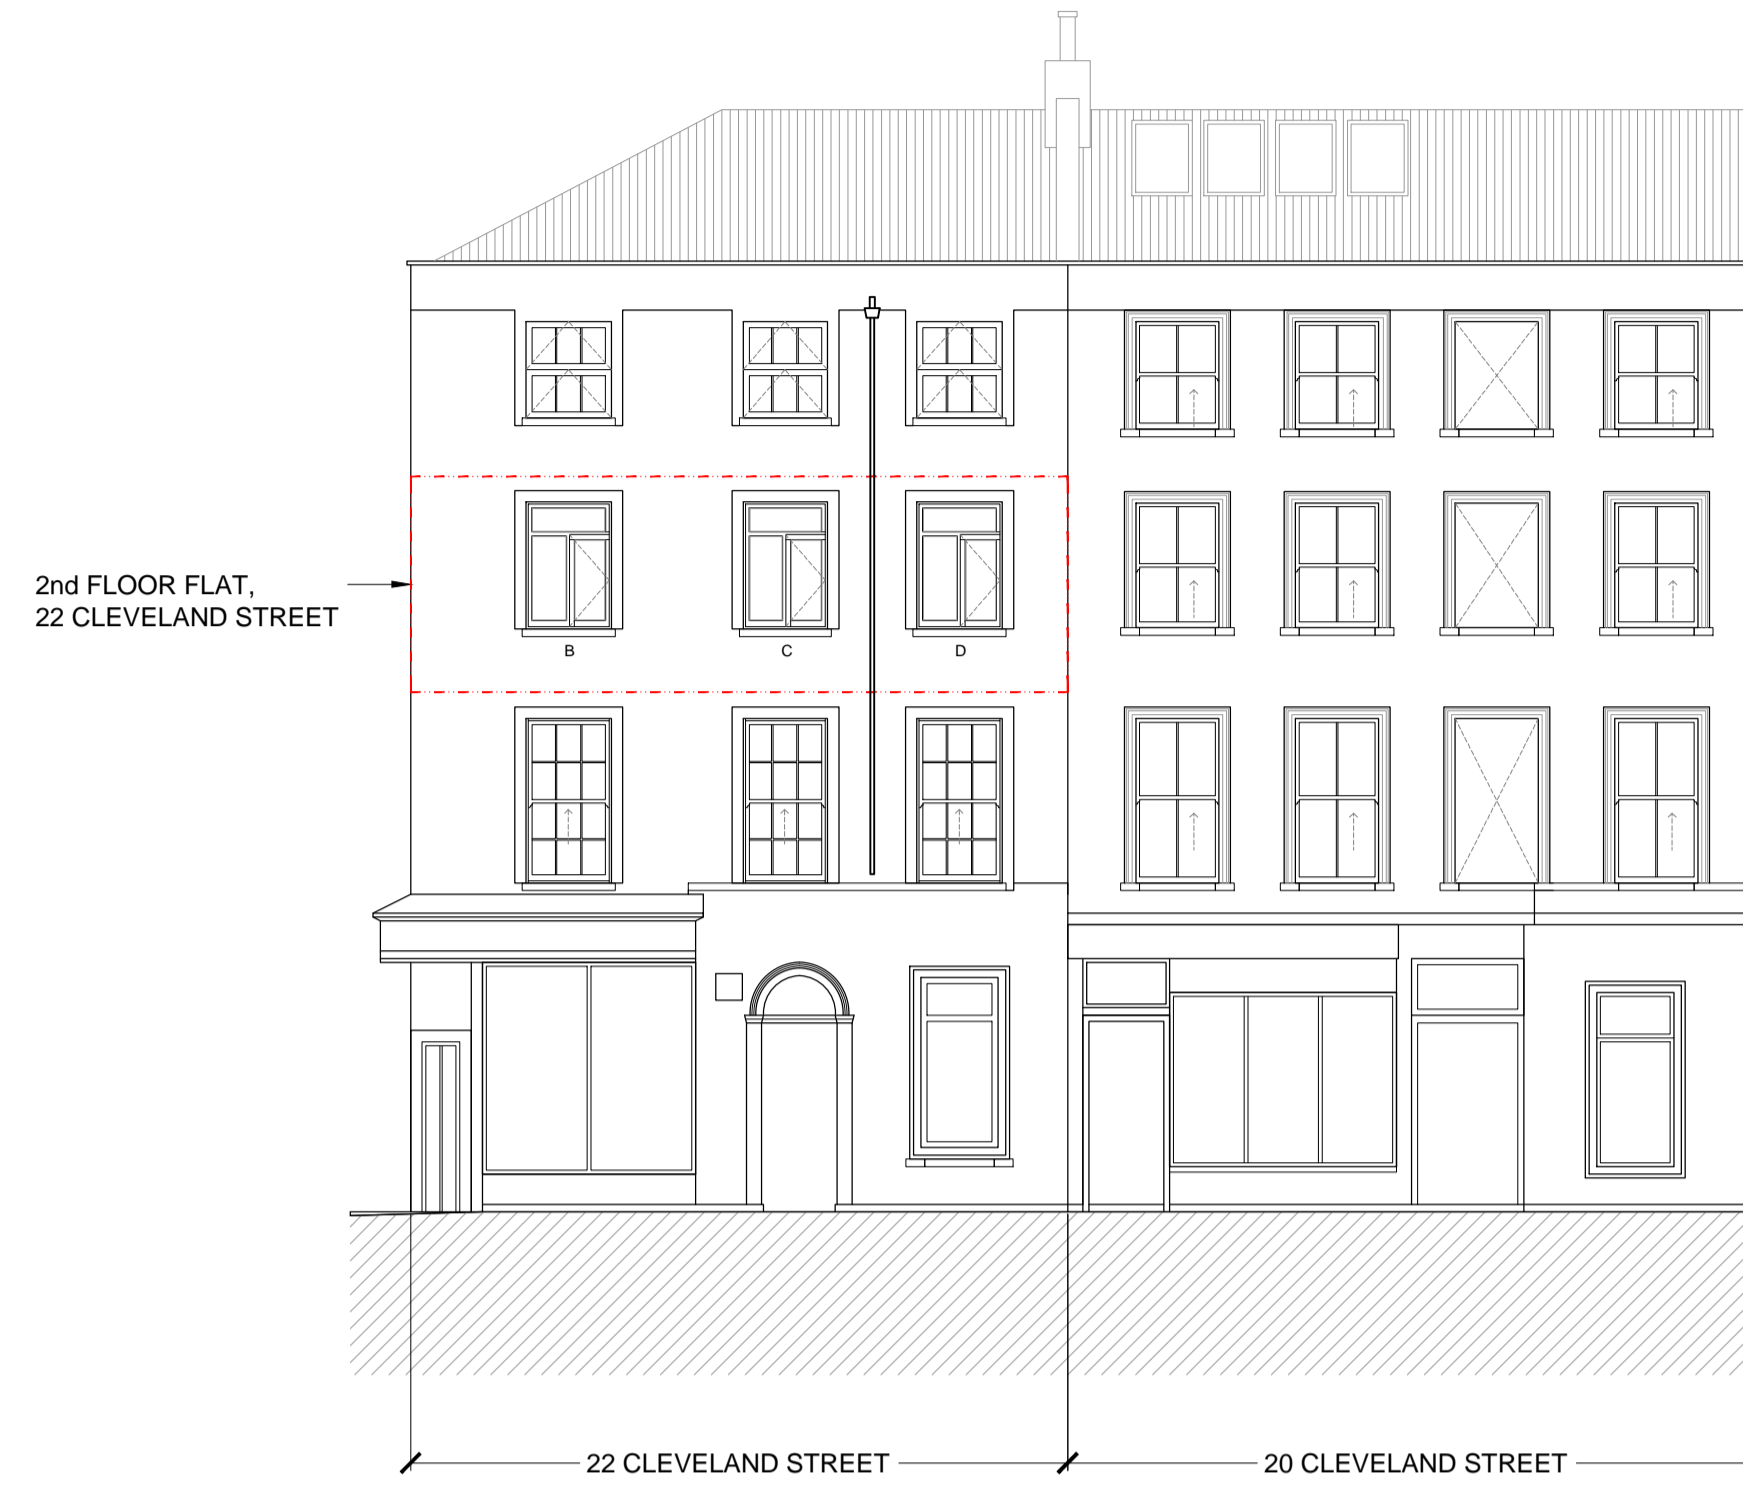 2nd FLOOR FLAT,
22 CLEVELAND STREET
B
C
D
22 CLEVELAND STREET
20 CLEVELAND STREET